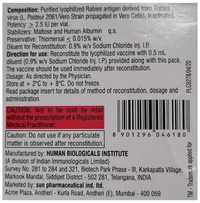 Composition: Purified lyophilized Rabies antigen derived from Rabies
virus (L. Pasteur 2061/Vero Strain propagated in Vero Cells), Inactivated.
Potency: ≥ 2.5 IU per vial.
Stabilizers: Maltose and Human Albumin q.s.
Preservative: Thiomersal < 0.015% w/v
Diluent: 0.9% w/v Sodium Chloride Inj. I.P.
Direction for use: Reconstitute the lyophilized vaccine with 0.5 mL
diluent (0.9% w/v Sodium Chloride Inj. I.P.) provided along with.
The vaccine should be used immediately after reconstitution.
Dosage: As directed by the Physician.
Store at + 2°C to + 8°C. Do not freeze.
Read package insert for dosage, method of reconstitution and
administration.
Caution: Not to be sold by retail
without the prescription of a Registered
Medical Practitioner.
Caution: Do not use if any particulate
matter is observed after reconstitution.
8 901296 046180
Manufactured by: HUMAN BIOLOGICALS INSTITUTE
(A division of Indian Immunologicals Limited)
Survey No. 281 to 284 and 321, Biotech Park Phase - III, Karkapatla Village,
Markook Mandal, Siddipet District - 502 281, Telangana, INDIA
Marketed by: sun pharmaceutical ind. ltd.
Acme Plaza, Andheri - Kurla Road, Andheri (E), Mumbai - 400 059